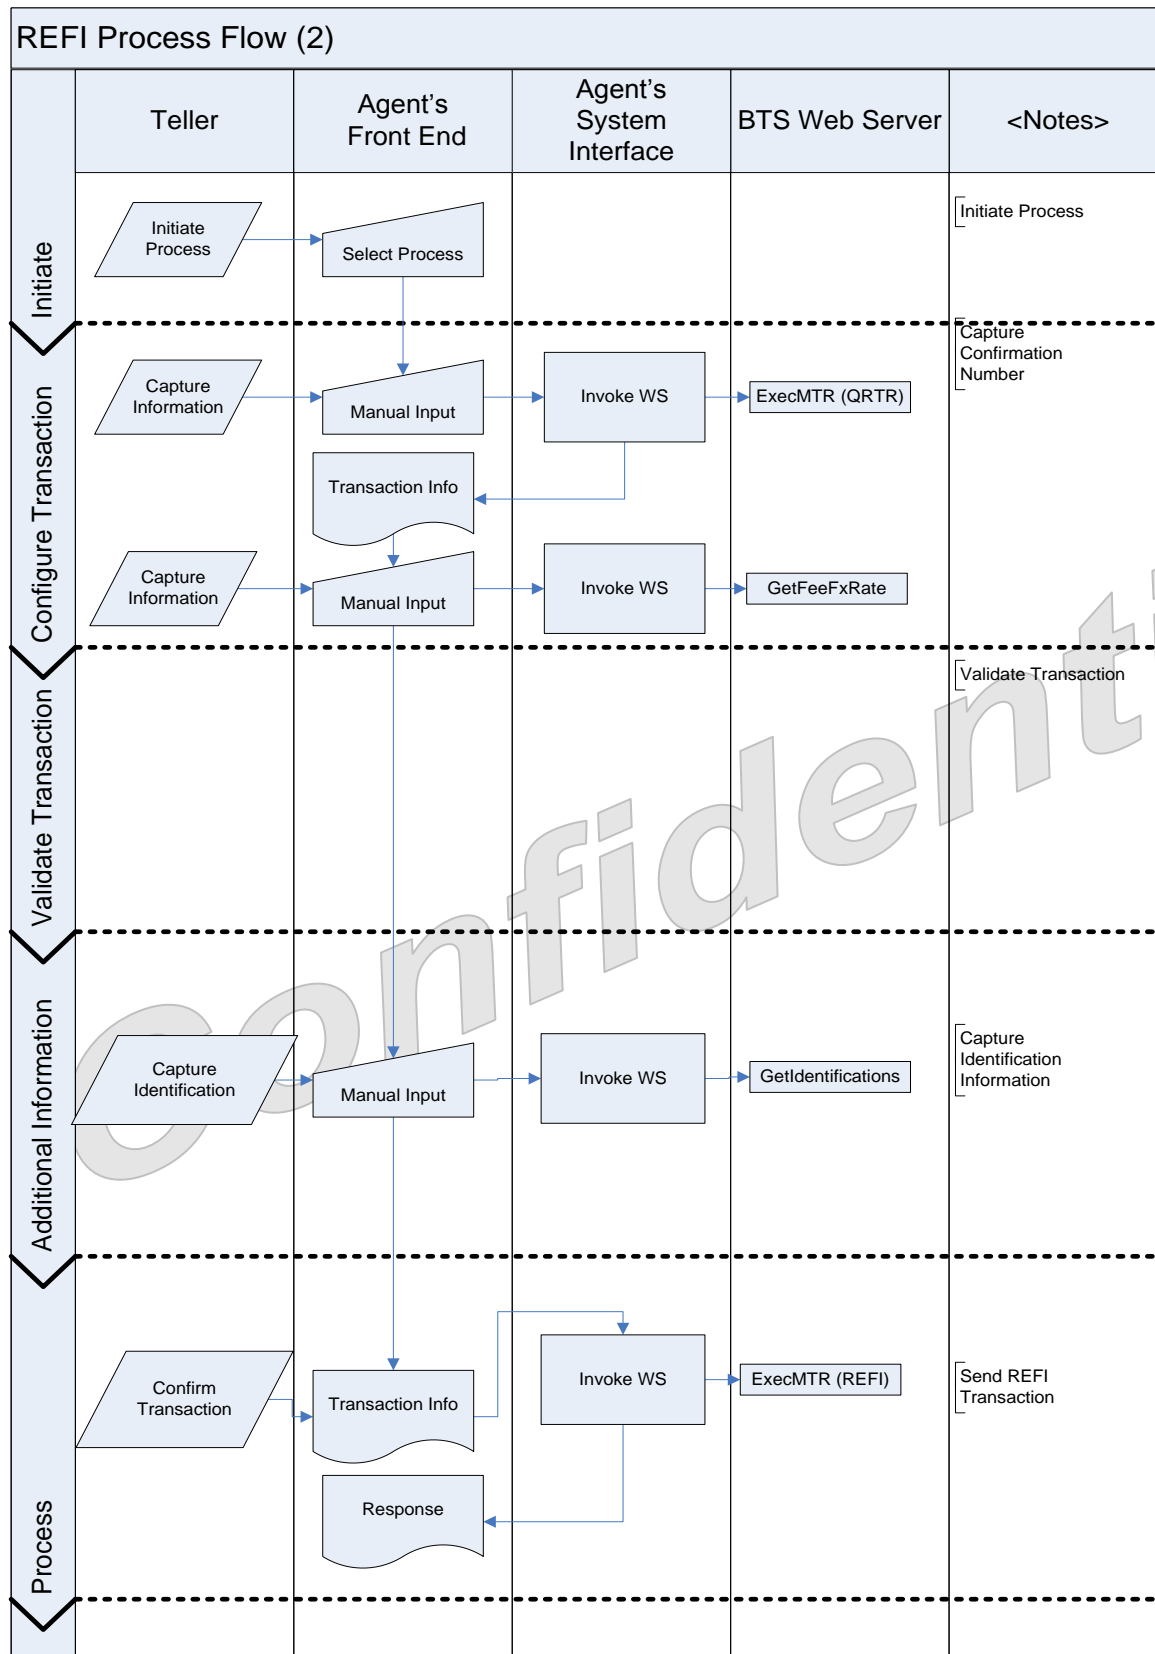 REFI Process Flow (2)
Teller
Agent's
Front End
Agent's
System
Interface
BTS Web Server
<Notes>
Initiate
Initiate
Process
Select Process
Initiate Process
Configure Transaction
Capture
Information
Manual Input
Invoke WS
ExecMTR (QRTR)
Capture
Confirmation
Number
Transaction Info
Capture
Information
Manual Input
Invoke WS
GetFeeFxRate
Validate Transaction
Validate Transaction
Additional Information
Capture
Identification
Manual Input
Invoke WS
GetIdentifications
Capture
Identification
Information
Process
Confirm
Transaction
Transaction Info
Invoke WS
ExecMTR (REFI)
Send REFI
Transaction
Response
Confidenti